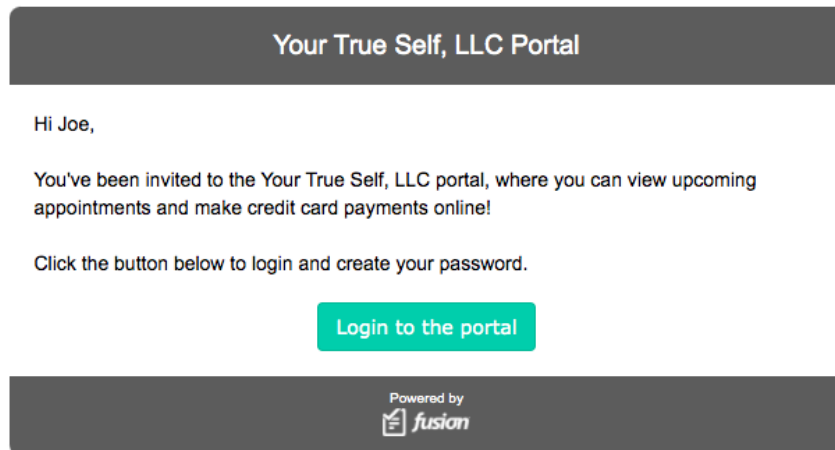 Your True Self, LLC Portal
Hi Joe,
You've been invited to the Your True Self, LLC portal, where you can view upcoming
appointments and make credit card payments online!
Click the button below to login and create your password.
Login to the portal
Powered by
fusion